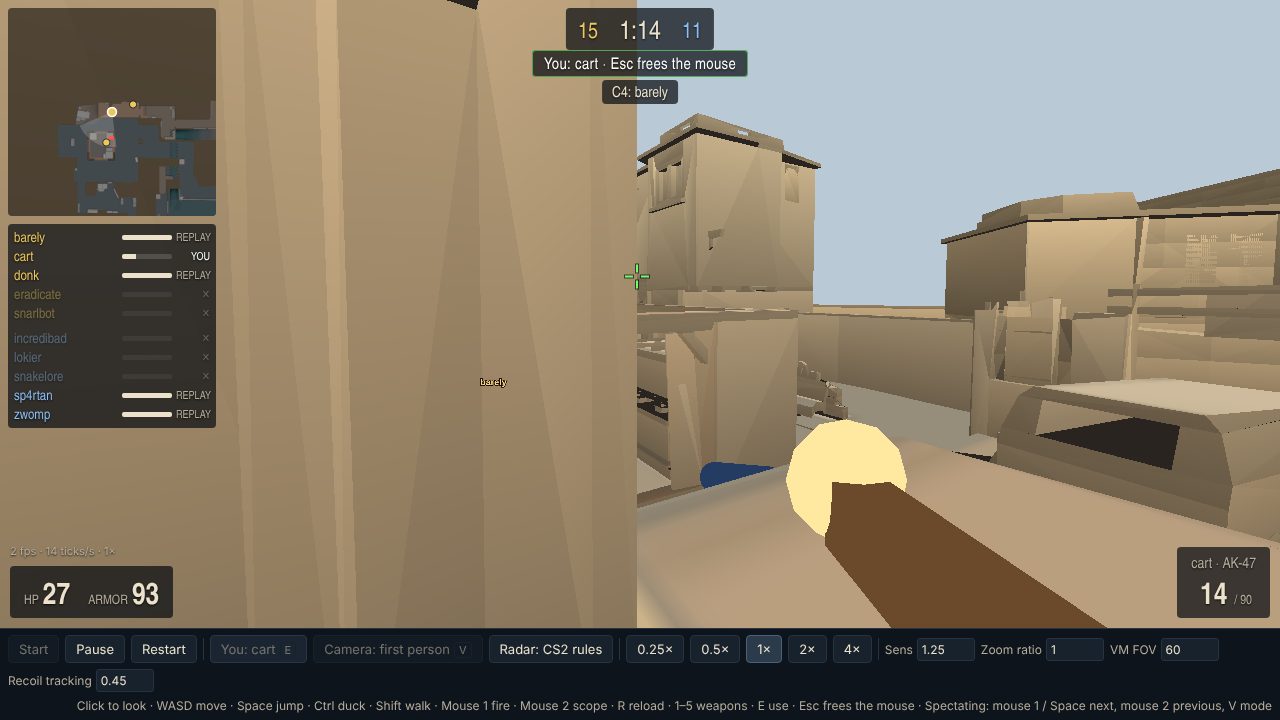 15 1:14 11
You: cart · Esc frees the mouse
C4: barely
barely REPLAY
cart YOU
donk REPLAY
eradicate ×
snarlbot ×
incredibad ×
lokier ×
snakelore ×
sp4rtan REPLAY
zwomp REPLAY
barely
2 fps · 14 ticks/s · 1×
HP 27 ARMOR 93
cart · AK-47
14 / 90
Start Pause Restart You: cart E Camera: first person V Radar: CS2 rules 0.25× 0.5× 1× 2× 4× Sens 1.25 Zoom ratio 1 VM FOV 60
Recoil tracking 0.45
Click to look · WASD move · Space jump · Ctrl duck · Shift walk · Mouse 1 fire · Mouse 2 scope · R reload · 1–5 weapons · E use · Esc frees the mouse · Spectating: mouse 1 / Space next, mouse 2 previous, V mode